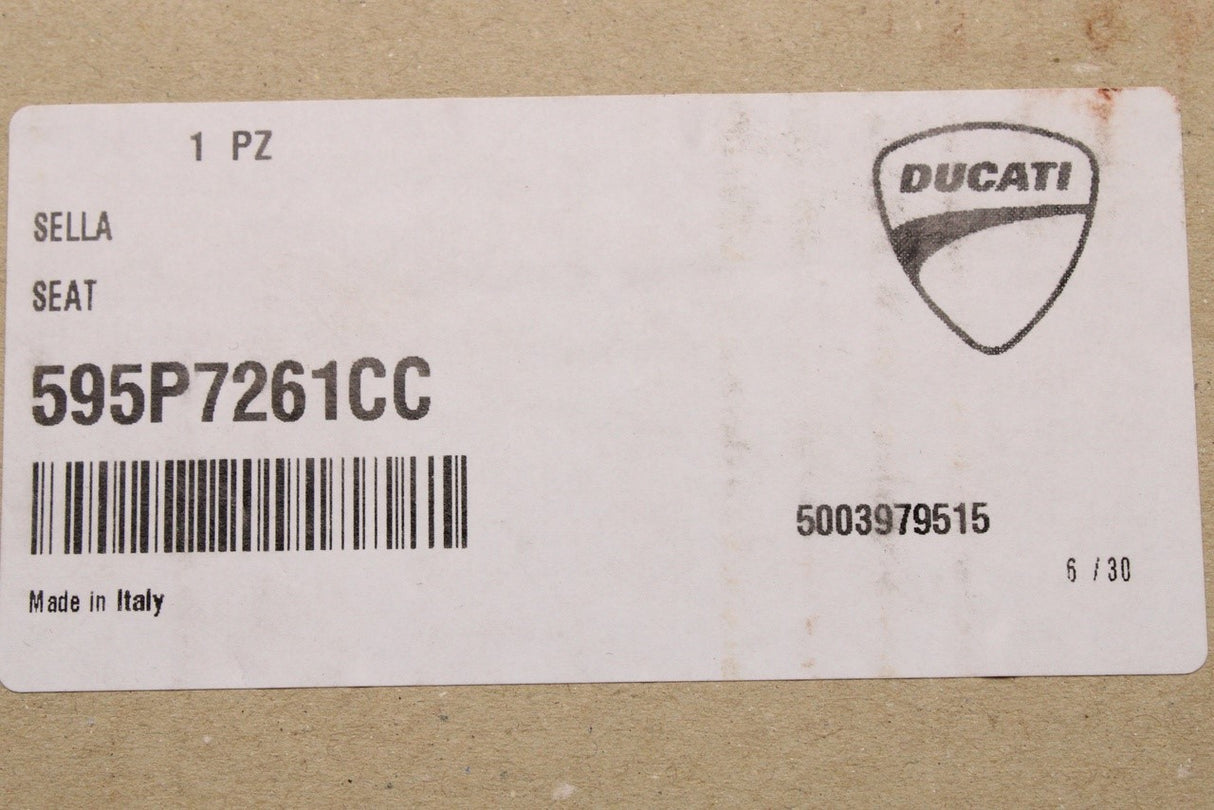 1 PZ
DUCATI
SELLA
SEAT
595P7261CC
5003979515
6 / 30
Made in Italy